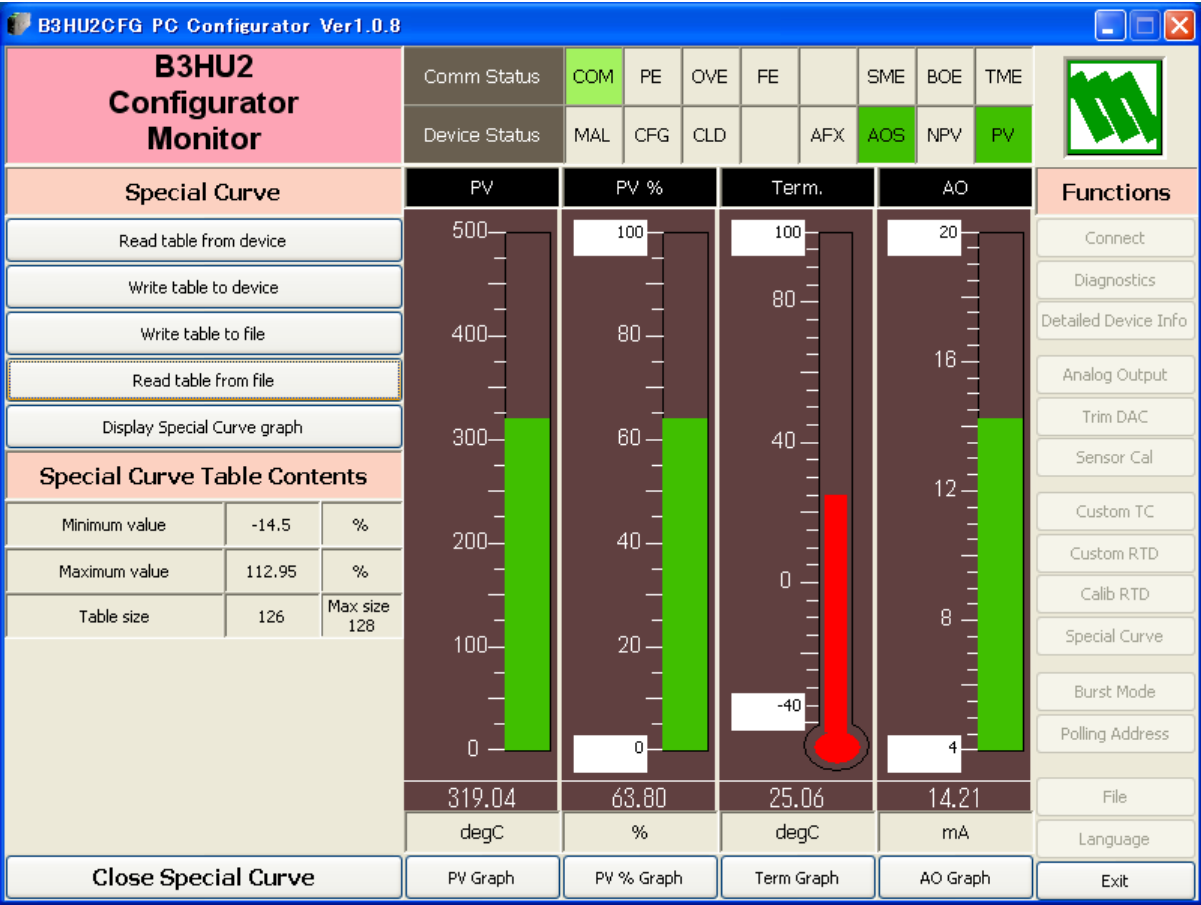 B3HU2CFG PC Configurator Ver1.0.8
B3HU2
Configurator
Monitor
Comm Status
COM
PE
OVE
FE
SME
BOE
TME
Device Status
MAL
CFG
CLD
AFX
AOS
NPV
PV
Special Curve
Read table from device
Write table to device
Write table to file
Read table from file
Display Special Curve graph
Special Curve Table Contents
Minimum value
-14.5
%
Maximum value
112.95
%
Table size
126
Max size
128
Close Special Curve
PV
500
400
300
200
100
0
319.04
degC
PV Graph
PV %
100
80
60
40
20
0
63.80
%
PV % Graph
Term.
100
80
40
0
-40
25.06
degC
Term Graph
AO
20
16
12
8
4
14.21
mA
AO Graph
Functions
Connect
Diagnostics
Detailed Device Info
Analog Output
Trim DAC
Sensor Cal
Custom TC
Custom RTD
Calib RTD
Special Curve
Burst Mode
Polling Address
File
Language
Exit